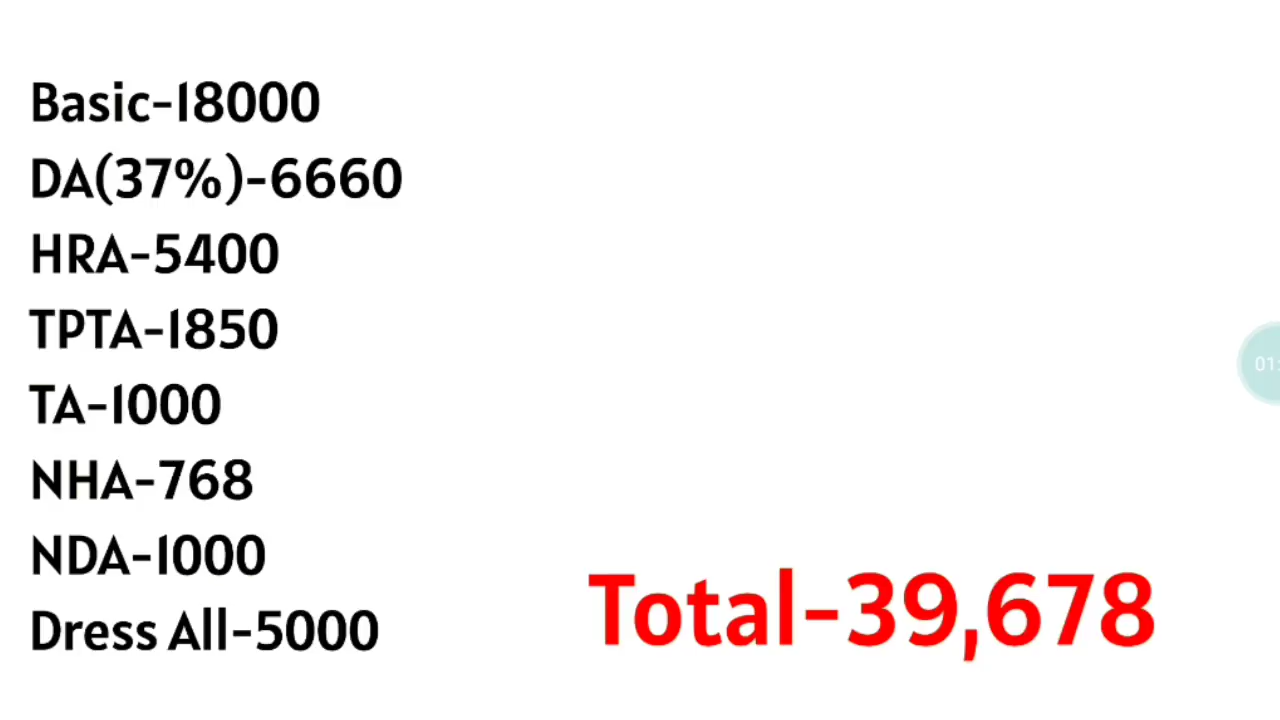 Basic-18000
DA(37%)-6660
HRA-5400
TPTA-1850
TA-1000
NHA-768
NDA-1000
Dress All-5000
Total-39,678
01: